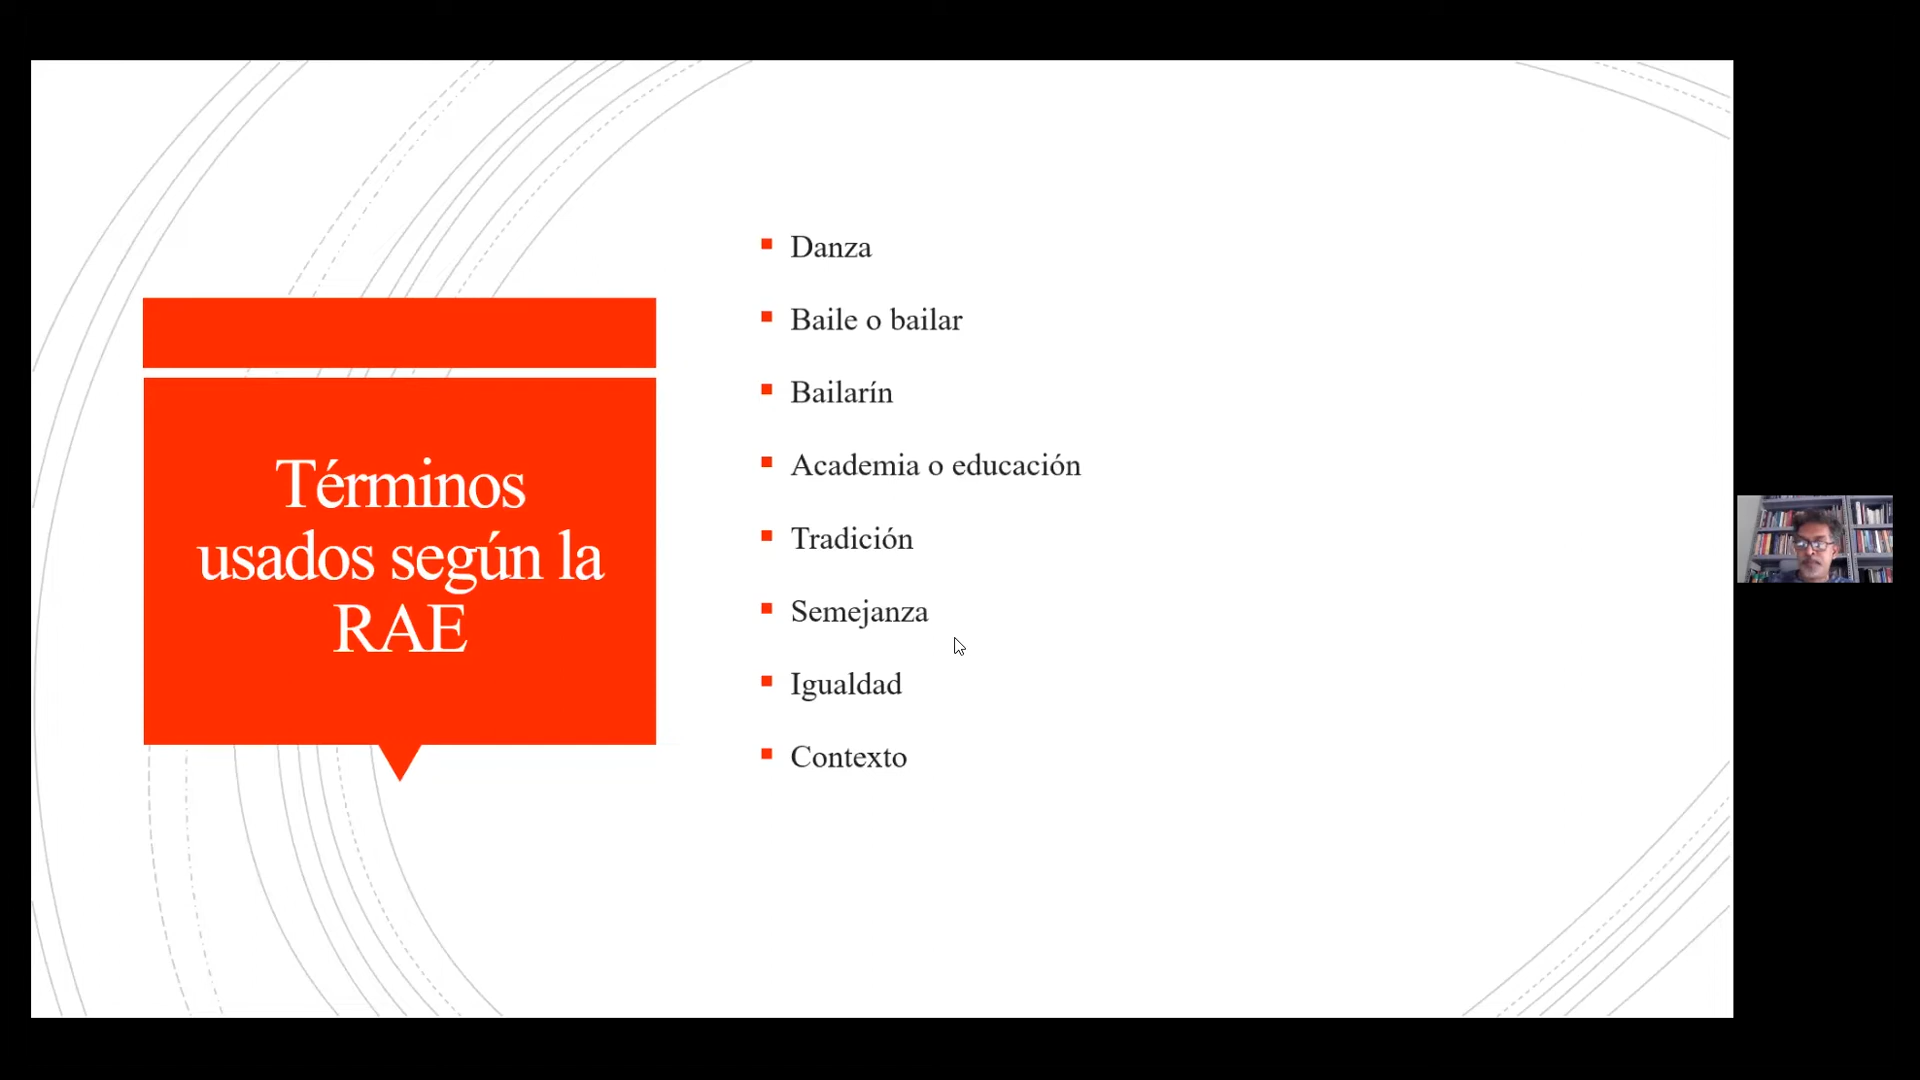 Términos
usados según la
RAE
Danza
Baile o bailar
Bailarín
Academia o educación
Tradición
Semejanza
Igualdad
Contexto